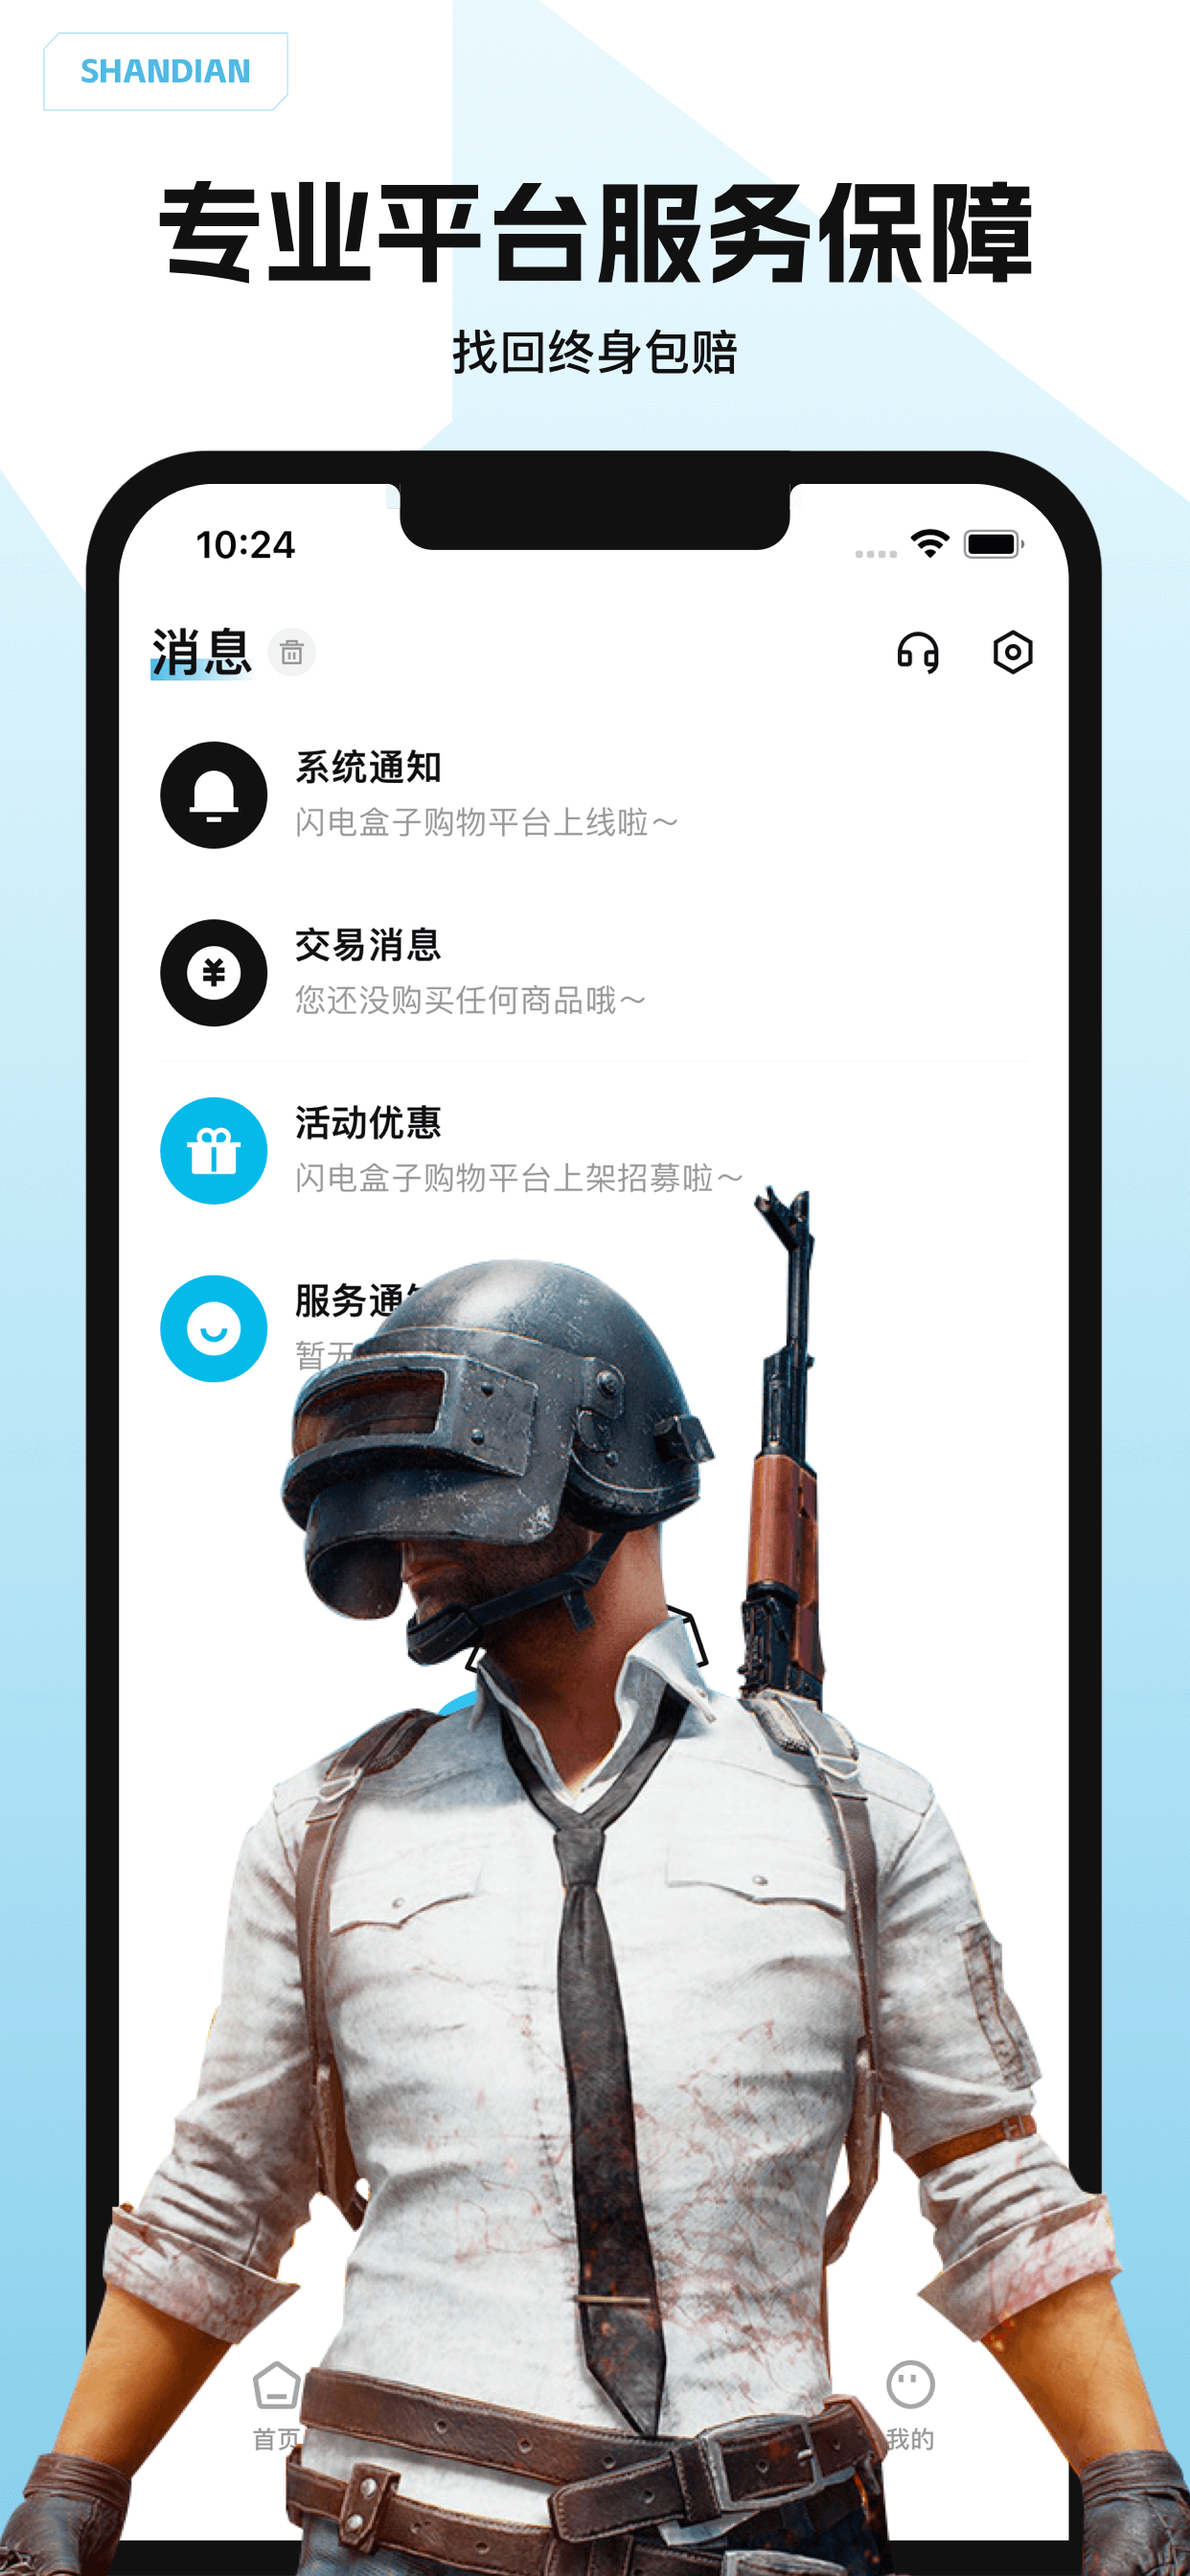 SHANDIAN
专业平台服务保障
找回终身包赔
10:24
消息
系统通知
闪电盒子购物平台上线啦～
交易消息
您还没购买任何商品哦～
活动优惠
闪电盒子购物平台上架招募啦～
服务通
暂无
首页
我的